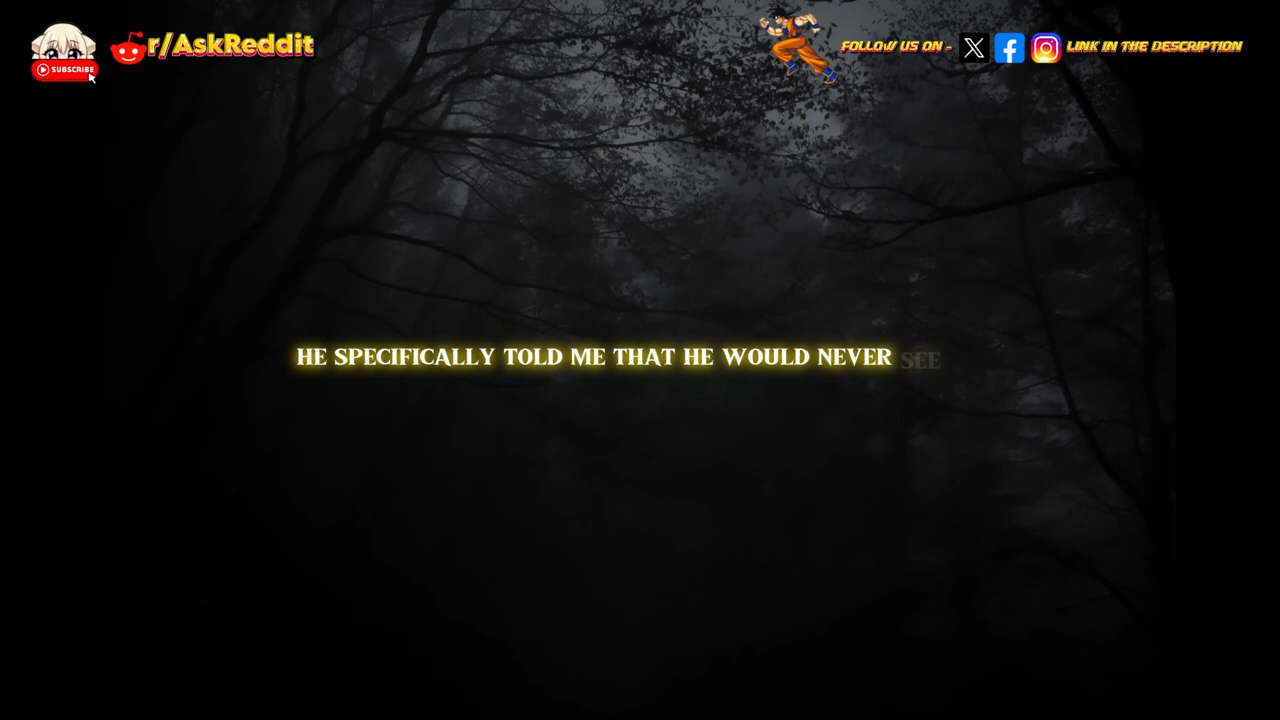 SUBSCRIBE
r/AskReddit
FOLLOW US ON -
LINK IN THE DESCRIPTION
HE SPECIFICALLY TOLD ME THAT HE WOULD NEVER SEE